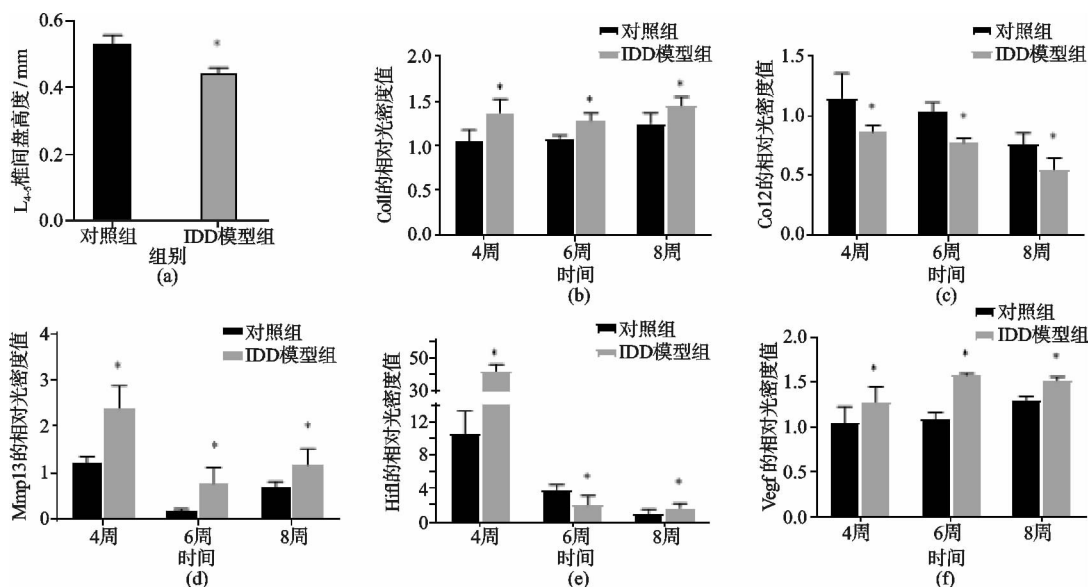 0.6
0.4
0.2
0.0
L4-5椎间盘高度/mm
*
对照组
IDD模型组
组别
(a)
对照组
IDD模型组
2.0
1.5
1.0
0.5
0.0
Col1的相对光密度值
*
*
*
4周
6周
8周
时间
(b)
对照组
IDD模型组
1.5
1.0
0.5
0.0
Co12的相对光密度值
*
*
*
4周
6周
8周
时间
(c)
对照组
IDD模型组
4
3
2
1
0
Mmp13的相对光密度值
*
*
*
4周
6周
8周
时间
(d)
对照组
IDD模型组
50
30
12
8
4
0
Hif1的相对光密度值
*
*
*
4周
6周
8周
时间
(e)
对照组
IDD模型组
2.0
1.5
1.0
0.5
0.0
Vegf 的相对光密度值
*
*
*
4周
6周
8周
时间
(f)